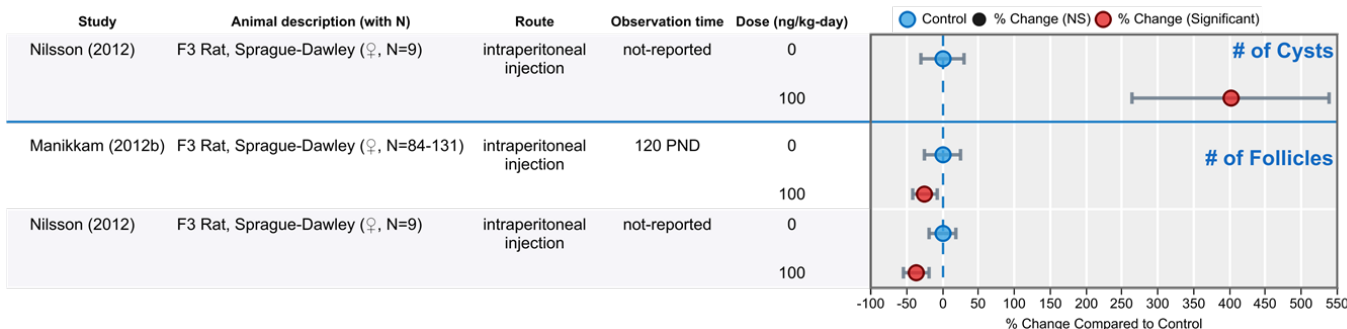 Study Animal description (with N) Route Observation time Dose (ng/kg-day)
Control % Change (NS) % Change (Significant)
Nilsson (2012) F3 Rat, Sprague-Dawley (♀, N=9) intraperitoneal not-reported 0
injection
# of Cysts
100
Manikkam (2012b) F3 Rat, Sprague-Dawley (♀, N=84-131) intraperitoneal 120 PND 0
injection
# of Follicles
100
Nilsson (2012) F3 Rat, Sprague-Dawley (♀, N=9) intraperitoneal not-reported 0
injection
100
-100 -50 0 50 100 150 200 250 300 350 400 450 500 550
% Change Compared to Control